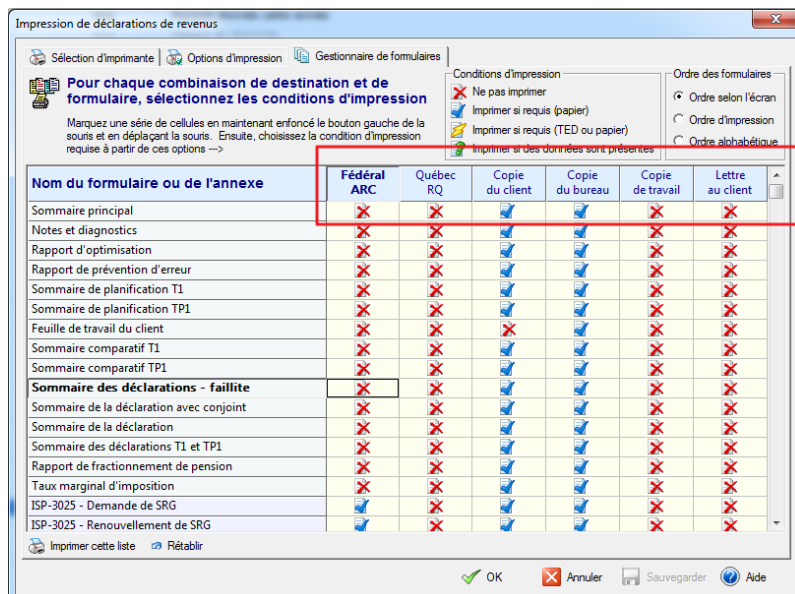 Impression de déclarations de revenus
Sélection d'imprimante
Options d'impression
Gestionnaire de formulaires
Pour chaque combinaison de destination et de
formulaire, sélectionnez les conditions d'impression
Marquez une série de cellules en maintenant enfoncé le bouton gauche de la
souris et en déplaçant la souris. Ensuite, choisissez la condition d'impression
requise à partir de ces options --->
Conditions d'impression
Ne pas imprimer
Imprimer si requis (papier)
Imprimer si requis (TED ou papier)
Imprimer si des données sont présentes
Ordre des formulaires
Ordre selon l'écran
Ordre d'impression
Ordre alphabétique
Nom du formulaire ou de l'annexe
Fédéral
ARC
Québec
RQ
Copie
du client
Copie
du bureau
Copie
de travail
Lettre
au client
Sommaire principal
Notes et diagnostics
Rapport d'optimisation
Rapport de prévention d'erreur
Sommaire de planification T1
Sommaire de planification TP1
Feuille de travail du client
Sommaire comparatif T1
Sommaire comparatif TP1
Sommaire des déclarations - faillite
Sommaire de la déclaration avec conjoint
Sommaire de la déclaration
Sommaire des déclarations T1 et TP1
Rapport de fractionnement de pension
Taux marginal d'imposition
ISP-3025 - Demande de SRG
ISP-3025 - Renouvellement de SRG
Imprimer cette liste
Rétablir
OK
Annuler
Sauvegarder
Aide